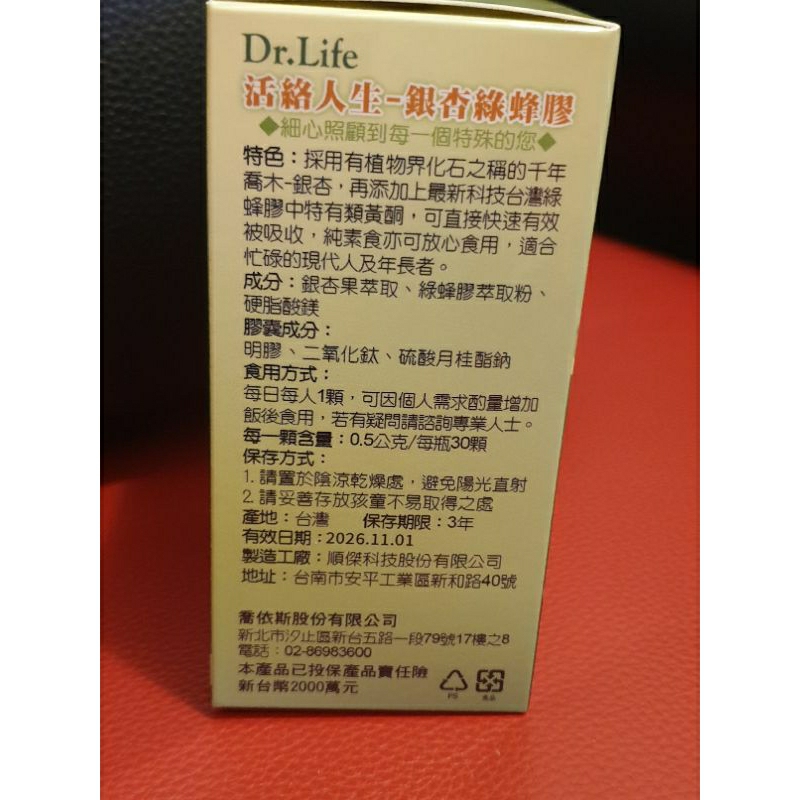 Dr.Life
活絡人生-銀杏綠蜂膠
◆細心照顧到每一個特殊的您◆
特色：採用有植物界化石之稱的千年
喬木-銀杏，再添加上最新科技台灣綠
蜂膠中特有類黃酮，可直接快速有效
被吸收，純素食亦可放心食用，適合
忙碌的現代人及年長者。
成分：銀杏果萃取、綠蜂膠萃取粉、
硬脂酸鎂
膠囊成分：
明膠、二氧化鈦、硫酸月桂酯鈉
食用方式：
每日每人1顆，可因個人需求酌量增加
飯後食用，若有疑問請諮詢專業人士。
每一顆含量：0.5公克/每瓶30顆
保存方式：
1. 請置於陰涼乾燥處，避免陽光直射
2. 請妥善存放孩童不易取得之處
產地：台灣 保存期限：3年
有效日期：2026.11.01
製造工廠：順傑科技股份有限公司
地址：台南市安平工業區新和路40號
喬依斯股份有限公司
新北市汐止區新台五路一段79號17樓之8
電話：02-86983600
本產品已投保產品責任險
新台幣2000萬元
PS